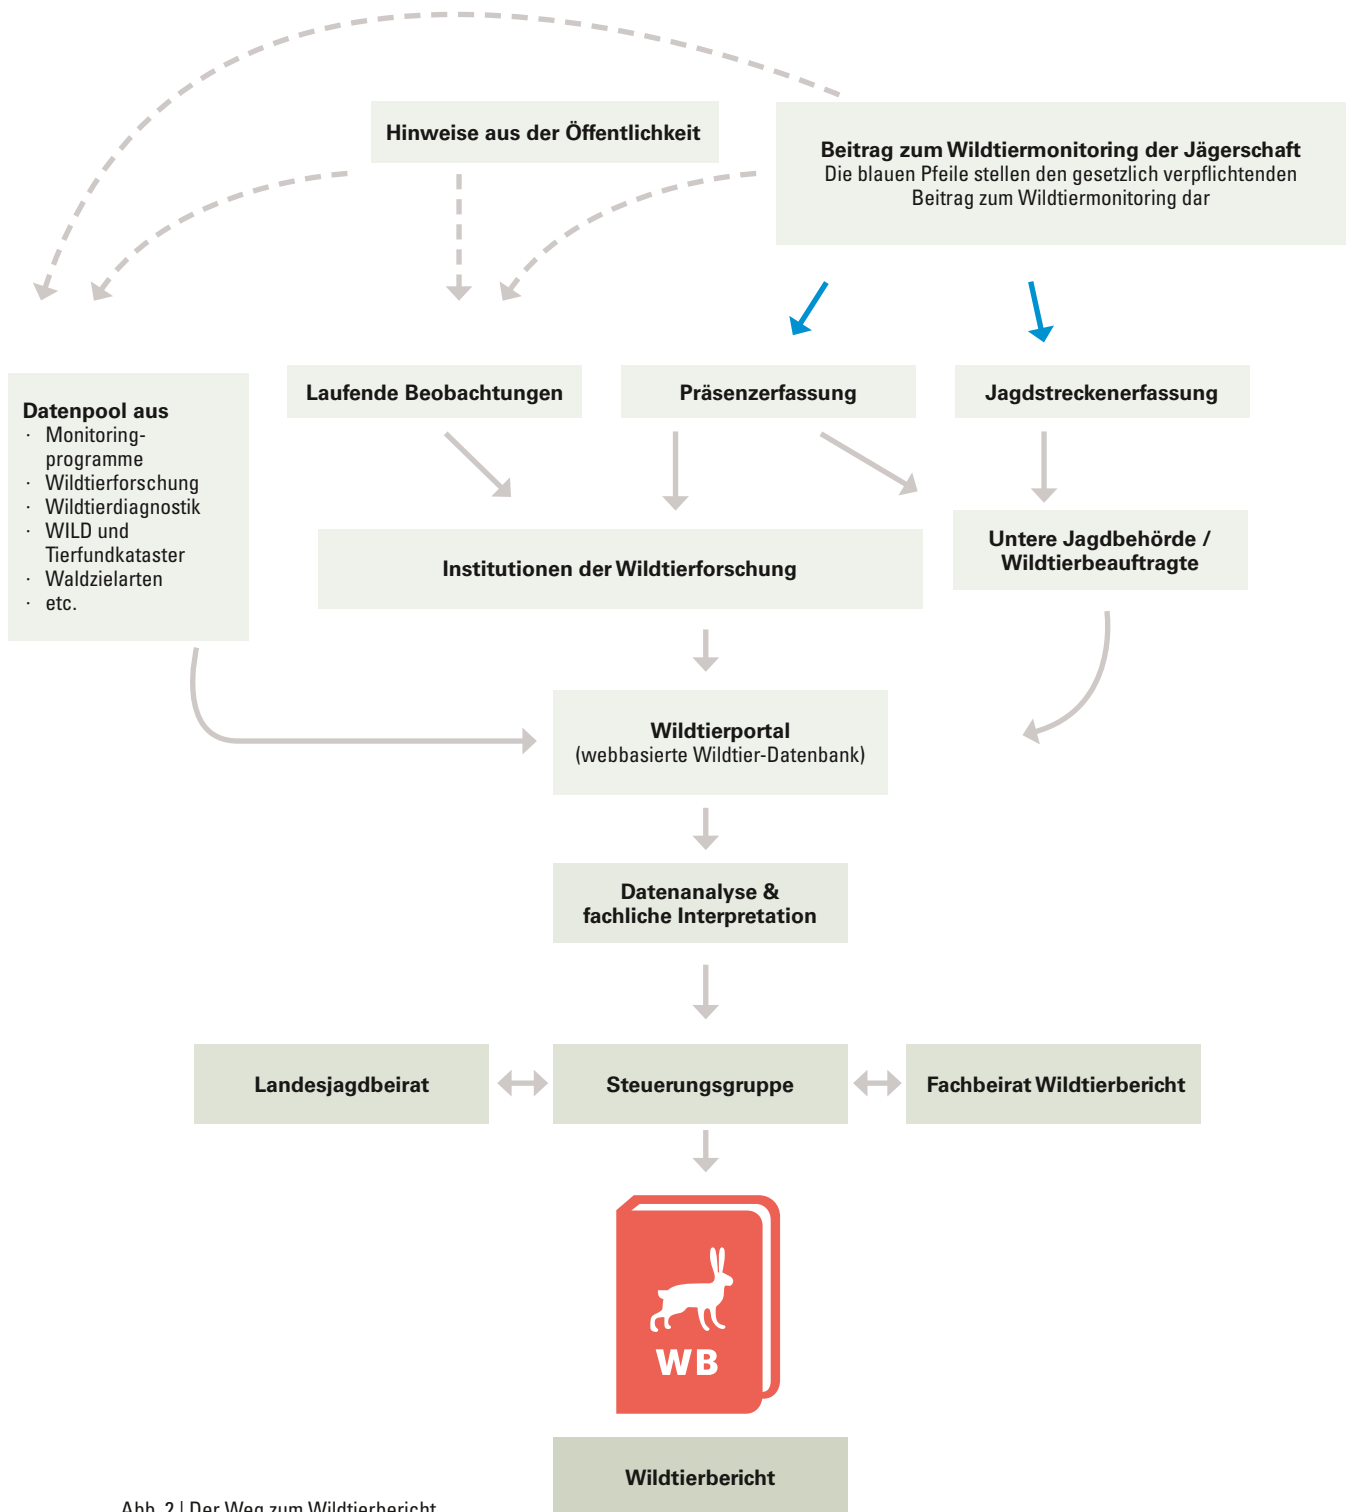 Hinweise aus der Öffentlichkeit
Beitrag zum Wildtiermonitoring der Jägerschaft
Die blauen Pfeile stellen den gesetzlich verpflichtenden
Beitrag zum Wildtiermonitoring dar
Datenpool aus
· Monitoring-
programme
· Wildtierforschung
· Wildtierdiagnostik
· WILD und
Tierfundkataster
· Waldzielarten
· etc.
Laufende Beobachtungen
Präsenzerfassung
Jagdstreckenerfassung
Institutionen der Wildtierforschung
Untere Jagdbehörde /
Wildtierbeauftragte
Wildtierportal
(webbasierte Wildtier-Datenbank)
Datenanalyse &
fachliche Interpretation
Landesjagdbeirat
Steuerungsgruppe
Fachbeirat Wildtierbericht
WB
Wildtierbericht
Abb. 2 | Der Weg zum Wildtierbericht